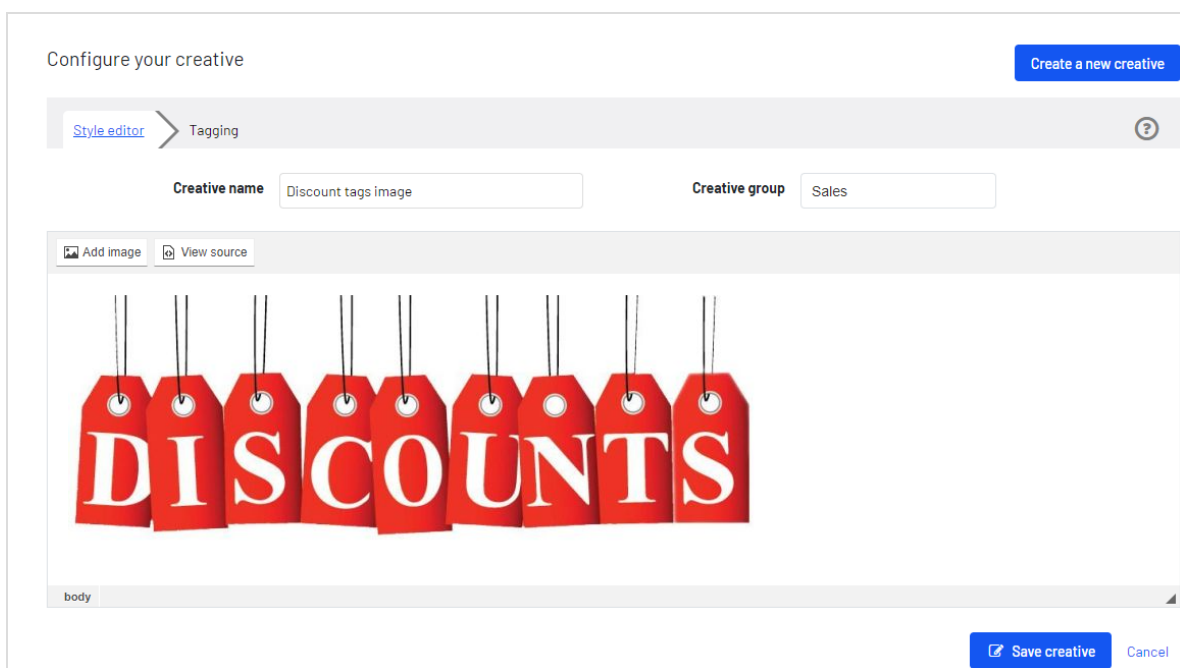 Configure your creative
Create a new creative
Style editor Tagging ?
Creative name Discount tags image Creative group Sales
Add image View source
DISCOUNTS
body
Save creative Cancel